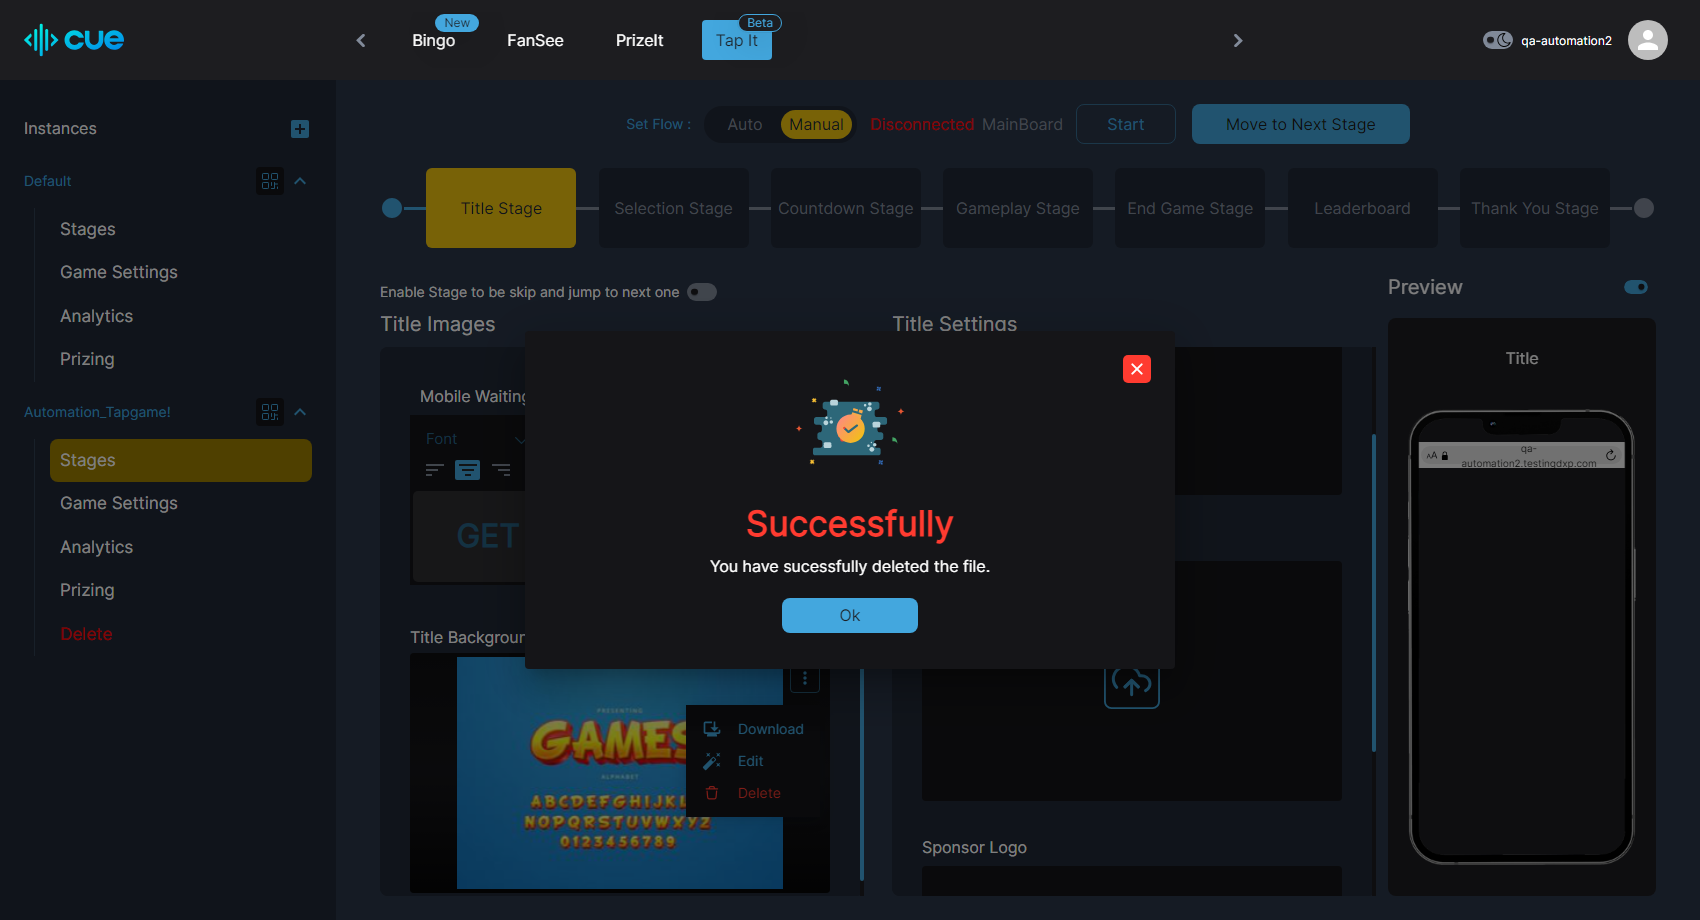 cue
New
Bingo
FanSee
PrizeIt
Beta
Tap It
qa-automation2
Instances
Default
Stages
Game Settings
Analytics
Prizing
Automation_Tapgame!
Stages
Game Settings
Analytics
Prizing
Delete
Set Flow :
Auto
Manual
Disconnected
MainBoard
Start
Move to Next Stage
Title Stage
Selection Stage
Countdown Stage
Gameplay Stage
End Game Stage
Leaderboard
Thank You Stage
Enable Stage to be skip and jump to next one
Title Images
Title Settings
Preview
Mobile Waiting
Font
GET
Title Backgroun
PRESENTING
GAMES
ALPHABET
ABCDEFGHIJKL
NOPQRSTUVWXYZ
0123456789
Download
Edit
Delete
Successfully
You have sucessfully deleted the file.
Ok
Sponsor Logo
Title
AA
qa-
automation2.testingdxp.com